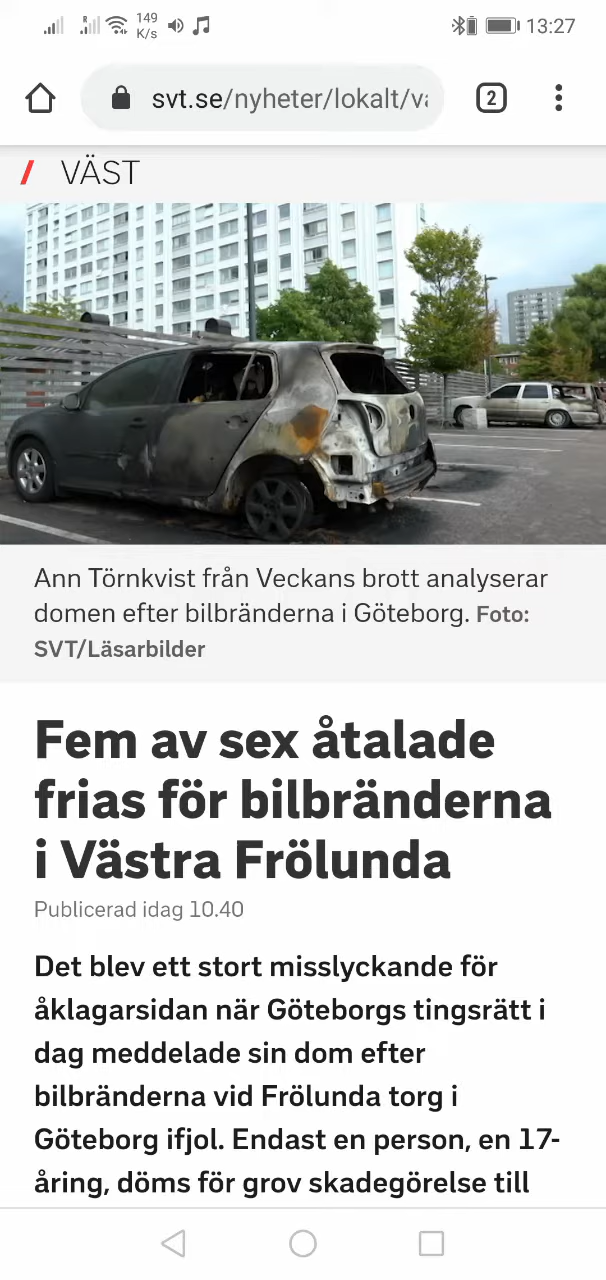 149
K/s
13:27
svt.se/nyheter/lokalt/vä
2
VÄST
Ann Törnkvist från Veckans brott analyserar
domen efter bilbränderna i Göteborg. Foto:
SVT/Läsarbilder
Fem av sex åtalade
frias för bilbränderna
i Västra Frölunda
Publicerad idag 10.40
Det blev ett stort misslyckande för
åklagarsidan när Göteborgs tingsrätt i
dag meddelade sin dom efter
bilbränderna vid Frölunda torg i
Göteborg ifjol. Endast en person, en 17-
åring, döms för grov skadegörelse till